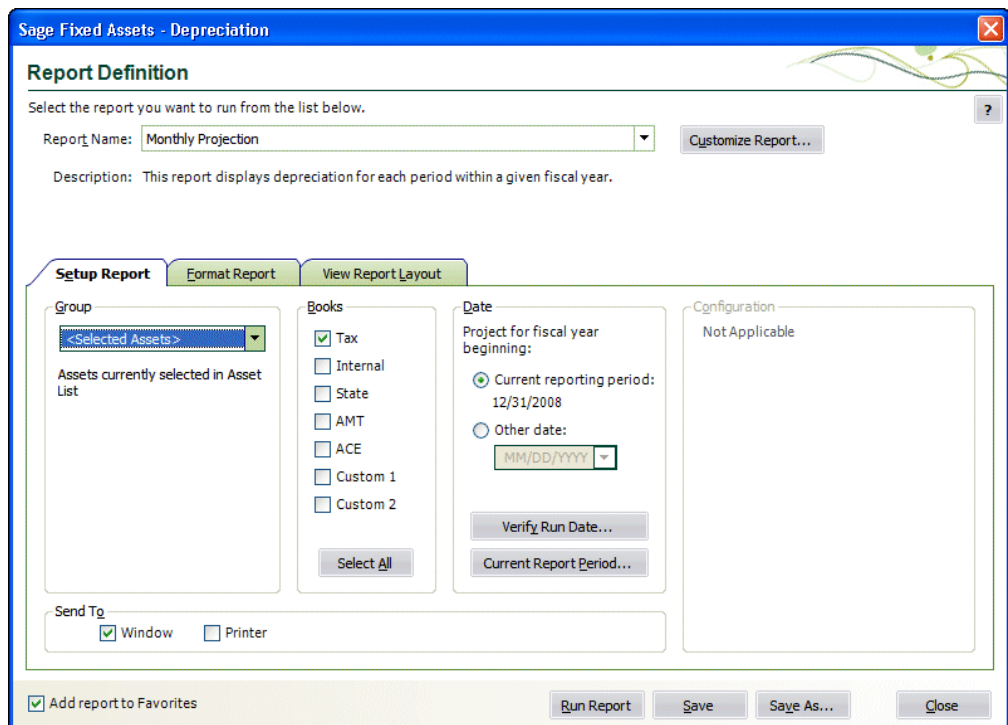 Sage Fixed Assets - Depreciation
Report Definition
Select the report you want to run from the list below.
?
Report Name: Monthly Projection
Customize Report...
Description: This report displays depreciation for each period within a given fiscal year.
Setup Report
Format Report
View Report Layout
Group
<Selected Assets>
Assets currently selected in Asset
List
Books
Tax
Internal
State
AMT
ACE
Custom 1
Custom 2
Select All
Date
Project for fiscal year
beginning:
Current reporting period:
12/31/2008
Other date:
MM/DD/YYYY
Verify Run Date...
Current Report Period...
Configuration
Not Applicable
Send To
Window
Printer
Add report to Favorites
Run Report
Save
Save As...
Close